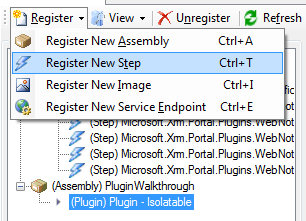 Register View Unregister Refresh
Register New Assembly Ctrl+A
Register New Step Ctrl+T
Register New Image Ctrl+I
Register New Service Endpoint Ctrl+E
(Step) Microsoft.Xrm.Portal.Plugins.WebNot
(Step) Microsoft.Xrm.Portal.Plugins.WebNot
(Step) Microsoft.Xrm.Portal.Plugins.WebNot
(Assembly) PluginWalkthrough
(Plugin) Plugin - Isolatable